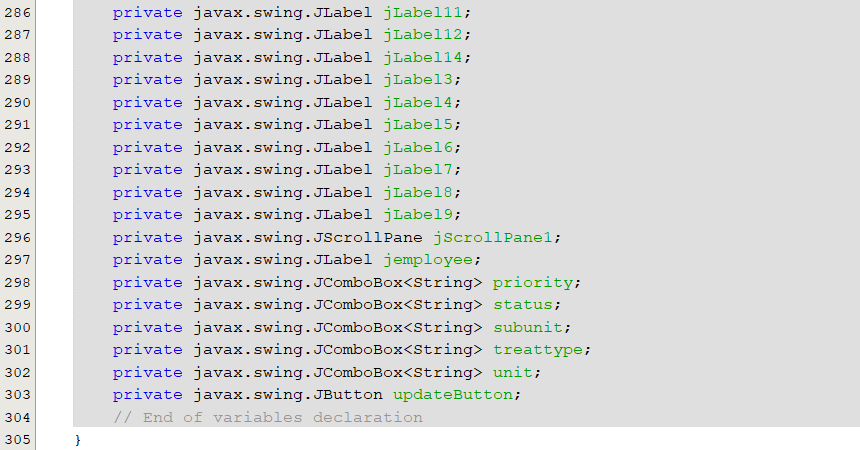 286 private javax.swing.JLabel jLabel11;
287 private javax.swing.JLabel jLabel12;
288 private javax.swing.JLabel jLabel14;
289 private javax.swing.JLabel jLabel3;
290 private javax.swing.JLabel jLabel4;
291 private javax.swing.JLabel jLabel5;
292 private javax.swing.JLabel jLabel6;
293 private javax.swing.JLabel jLabel7;
294 private javax.swing.JLabel jLabel8;
295 private javax.swing.JLabel jLabel9;
296 private javax.swing.JScrollPane jScrollPane1;
297 private javax.swing.JLabel jemployee;
298 private javax.swing.JComboBox<String> priority;
299 private javax.swing.JComboBox<String> status;
300 private javax.swing.JComboBox<String> subunit;
301 private javax.swing.JComboBox<String> treattype;
302 private javax.swing.JComboBox<String> unit;
303 private javax.swing.JButton updateButton;
304 // End of variables declaration
305 }